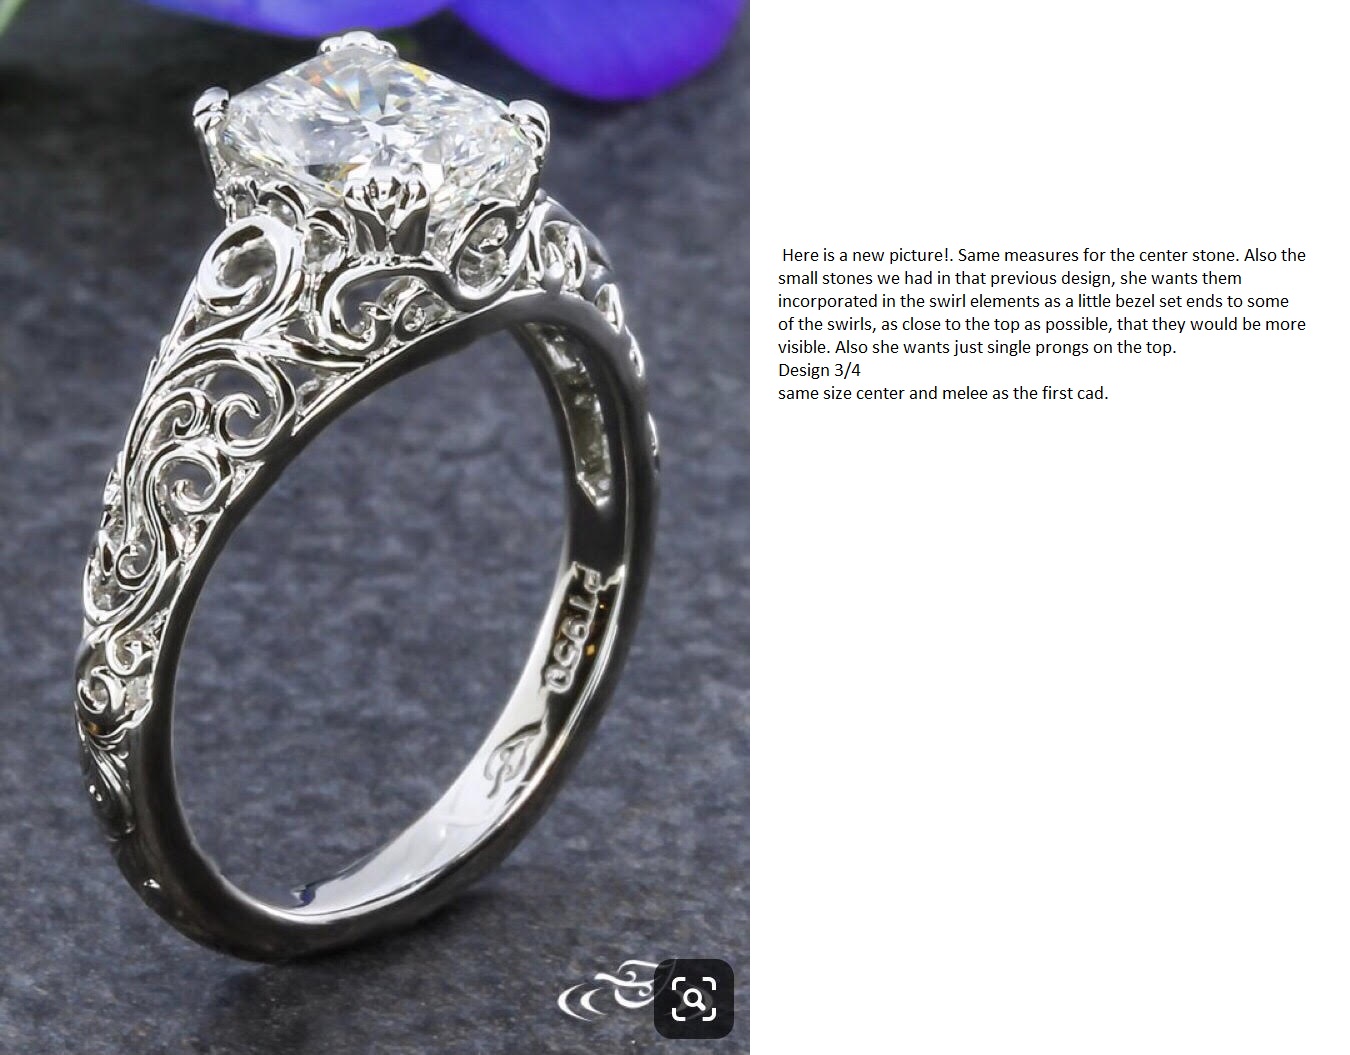 Here is a new picture!. Same measures for the center stone. Also the
small stones we had in that previous design, she wants them
incorporated in the swirl elements as a little bezel set ends to some
of the swirls, as close to the top as possible, that they would be more
visible. Also she wants just single prongs on the top.
Design 3/4
same size center and melee as the first cad.
PT950